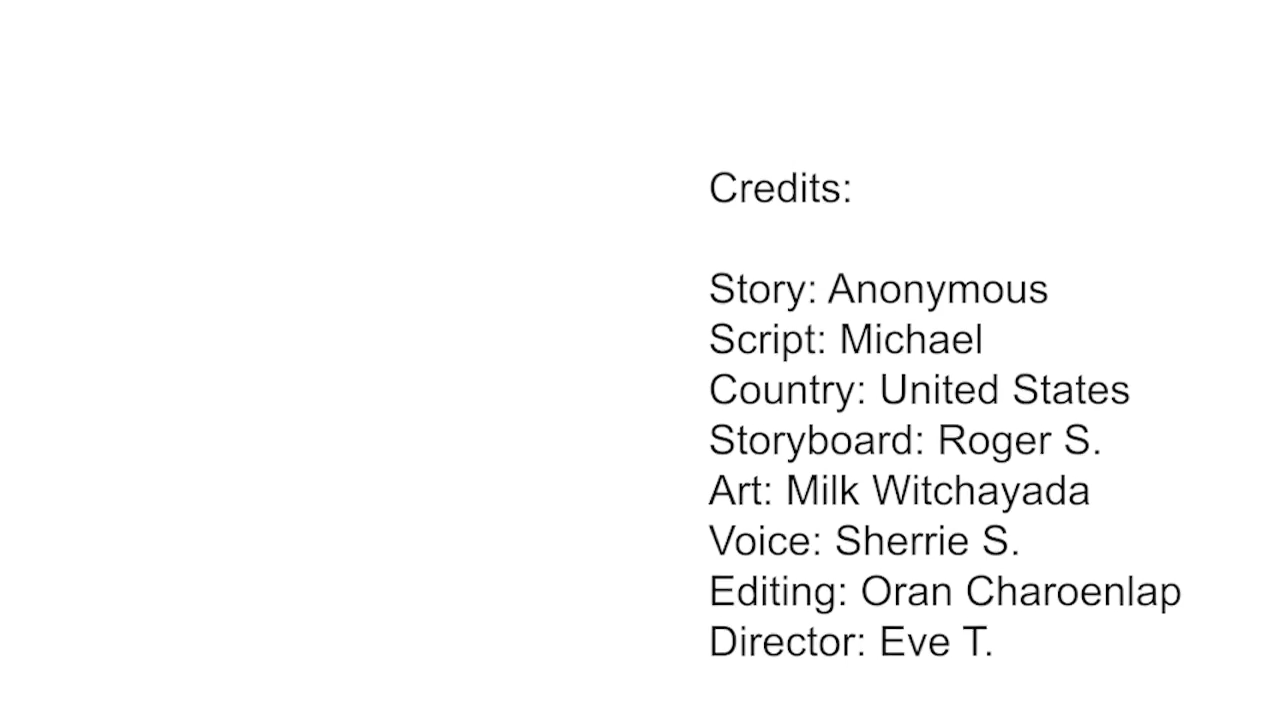 Credits:
Story: Anonymous
Script: Michael
Country: United States
Storyboard: Roger S.
Art: Milk Witchayada
Voice: Sherrie S.
Editing: Oran Charoenlap
Director: Eve T.